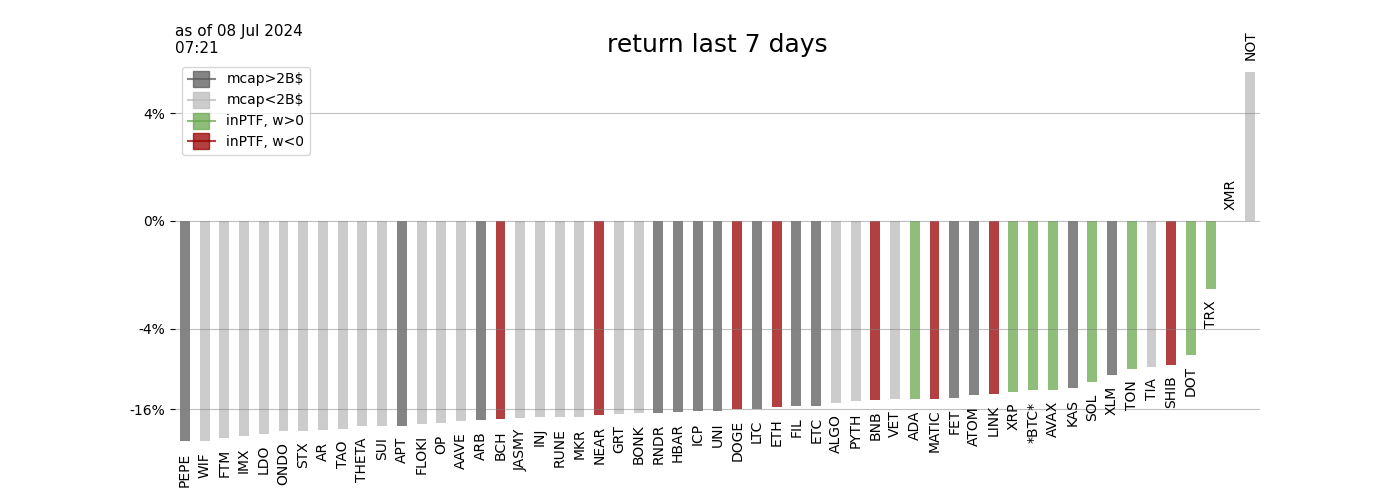 as of 08 Jul 2024
07:21
return last 7 days
mcap>2B$
mcap<2B$
inPTF, w>0
inPTF, w<0
4%
0%
-4%
-16%
PEPE
WIF
FTM
IMX
LDO
ONDO
STX
AR
TAO
THETA
SUI
APT
FLOKI
OP
AAVE
ARB
BCH
JASMY
INJ
RUNE
MKR
NEAR
GRT
BONK
RNDR
HBAR
ICP
UNI
DOGE
LTC
ETH
FIL
ETC
ALGO
PYTH
BNB
VET
ADA
MATIC
FET
ATOM
LINK
XRP
*BTC*
AVAX
KAS
SOL
XLM
TON
TIA
SHIB
DOT
TRX
XMR
NOT